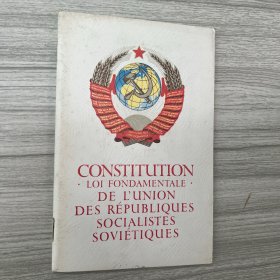 CONSTITUTION
· LOI FONDAMENTALE ·
DE L'UNION
DES RÉPUBLIQUES
SOCIALISTES
SOVIÉTIQUES